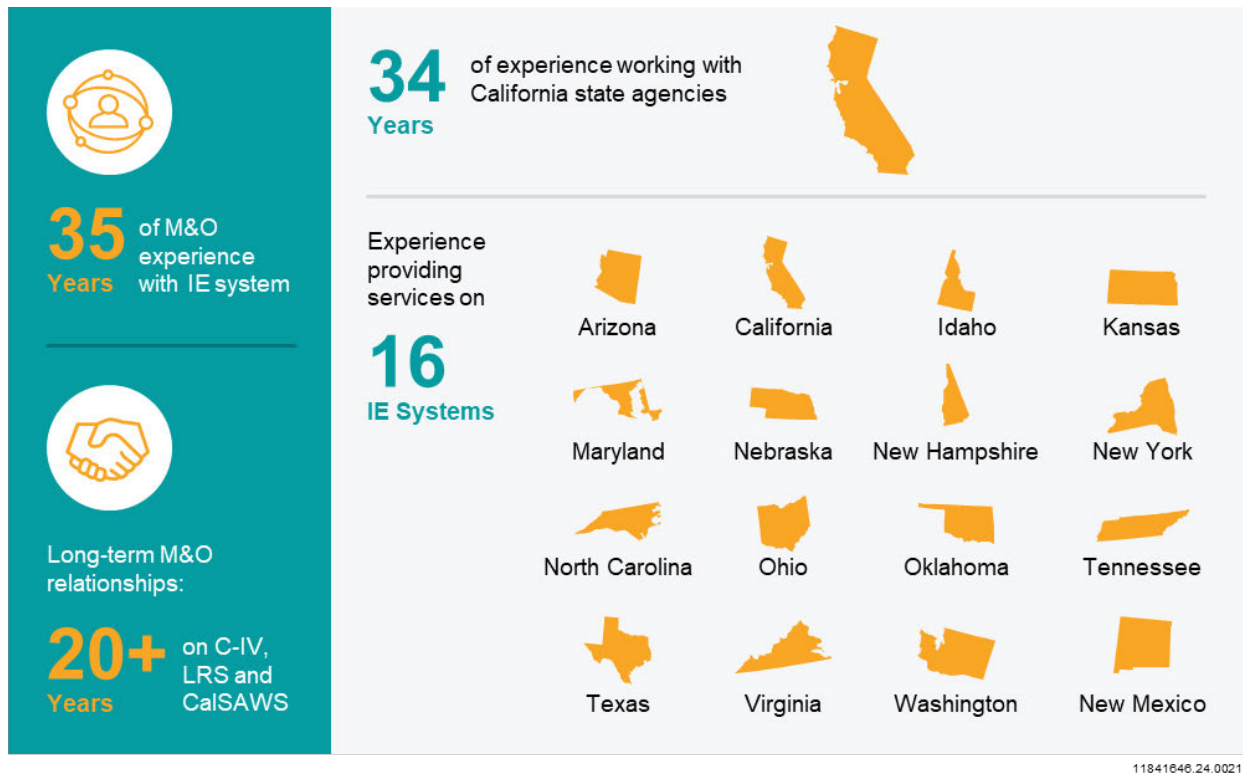 35
Years
of M&O
experience
with IE system
Long-term M&O
relationships:
20+
Years
on C-IV,
LRS and
CalSAWS
34
Years
of experience working with
California state agencies
Experience
providing
services on
16
IE Systems
Arizona
California
Idaho
Kansas
Maryland
Nebraska
New Hampshire
New York
North Carolina
Ohio
Oklahoma
Tennessee
Texas
Virginia
Washington
New Mexico
11841646.24.0021